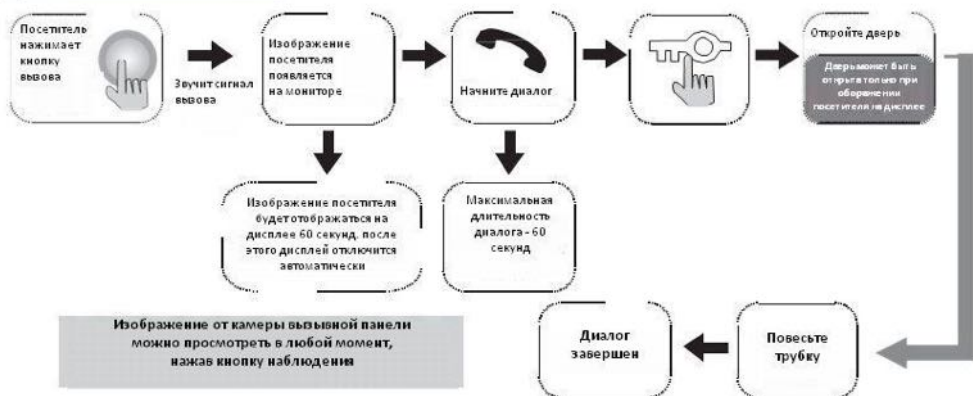 Посетитель
нажимает
кнопку
вызова
Звучит сигнал
вызова
Изображение
посетителя
появляется
на мониторе
Начните диалог
Откройте дверь
Дверь может быть
открыта только при
обображении
посетителя на дисплее
Изображение посетителя
будет отображаться на
дисплее 60 секунд, после
этого дисплей отключится
автоматически
Максимальная
длительность
диалога - 60
секунд
Изображение от камеры вызывной панели
можно просмотреть в любой момент,
нажав кнопку наблюдения
Диалог
завершен
Повесьте
трубку